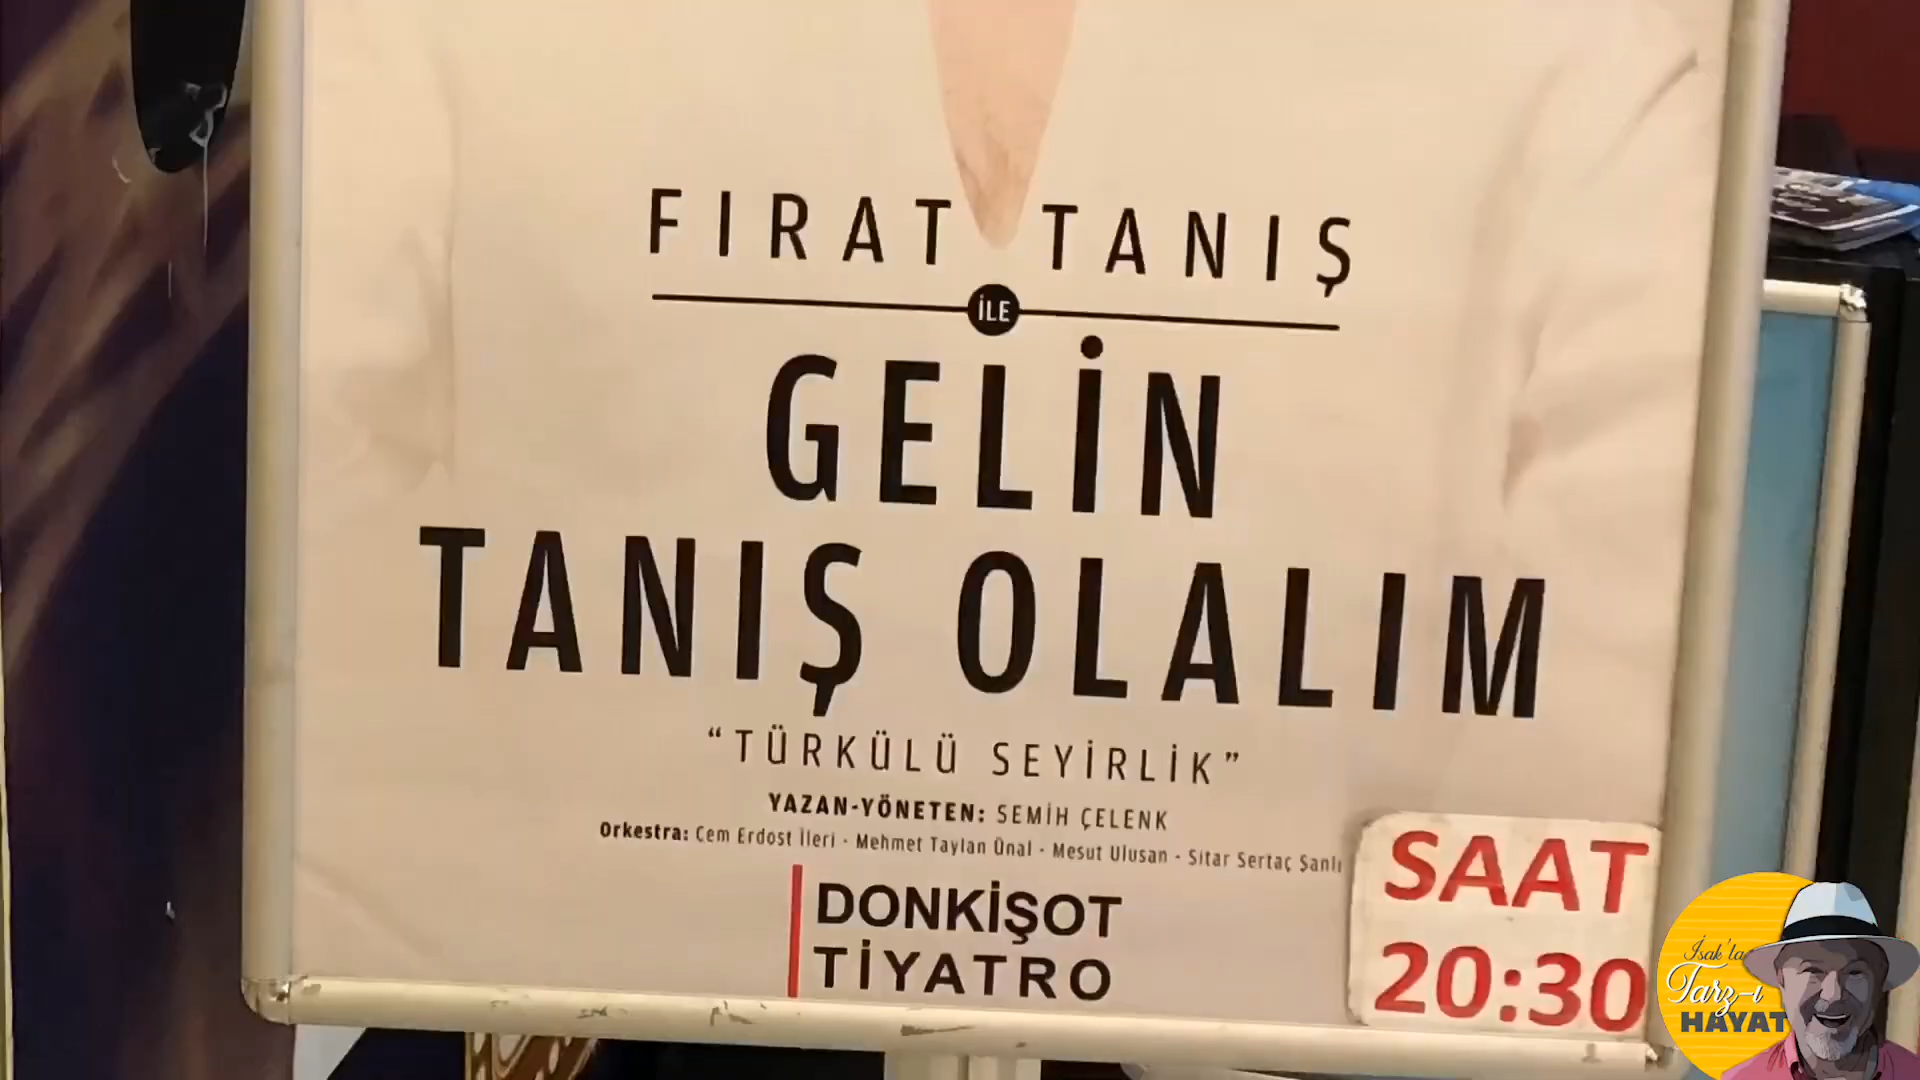 FIRAT TANIŞ
İLE
GELİN
TANIŞ OLALIM
“TÜRKÜLÜ SEYİRLİK”
YAZAN-YÖNETEN: SEMİH ÇELENK
Orkestra: Cem Erdost İleri - Mehmet Taylan Ünal - Mesut Ulusan - Sitar Sertaç Şanlı
DONKİŞOT
TİYATRO
SAAT
20:30
İsak'la
Tarz-ı
HAYAT